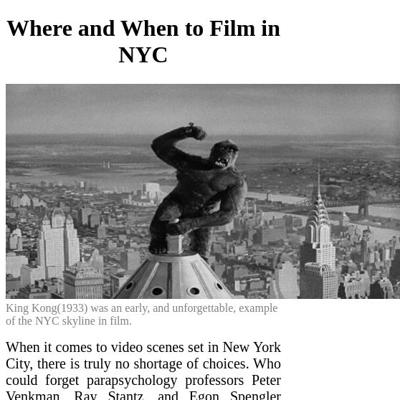 Where and When to Film in
NYC
King Kong(1933) was an early, and unforgettable, example
of the NYC skyline in film.
When it comes to video scenes set in New York
City, there is truly no shortage of choices. Who
could forget parapsychology professors Peter
Venkman, Ray Stantz, and Egon Spengler